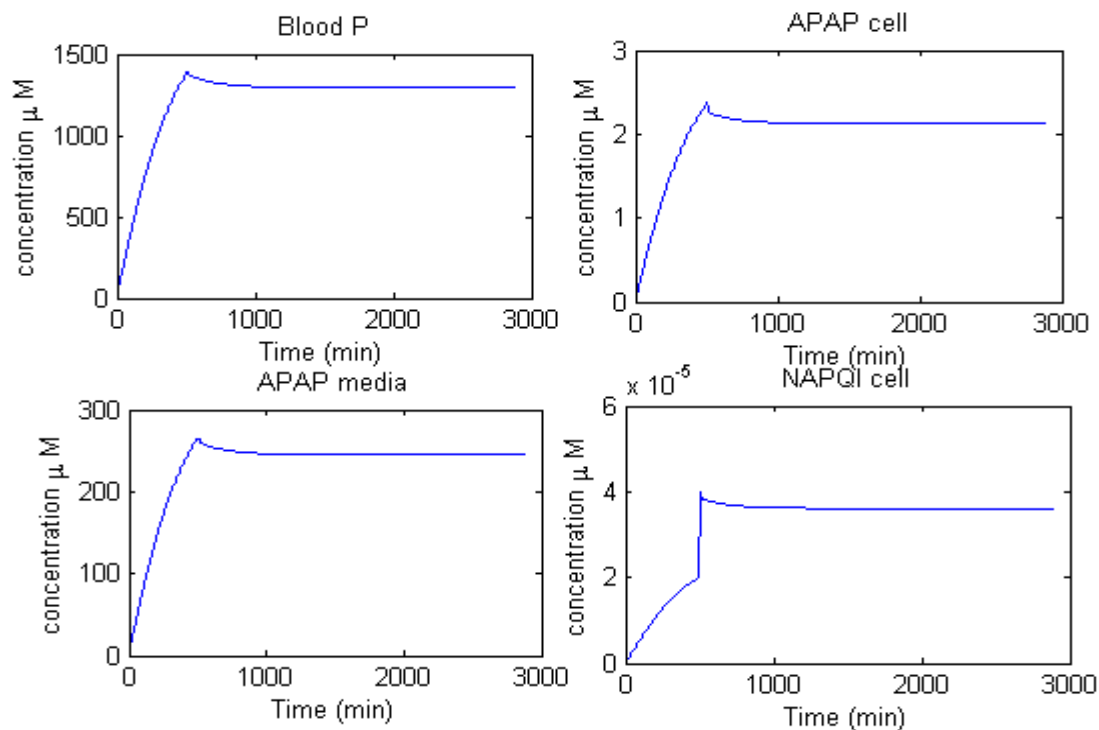 Blood P
concentration μ M
1500
1000
500
0
0 1000 2000 3000
Time (min)
APAP cell
concentration μ M
3
2
1
0
0 1000 2000 3000
Time (min)
APAP media
concentration μ M
300
200
100
0
0 1000 2000 3000
Time (min)
NAPQI cell
x 10⁻⁵
concentration μ M
6
4
2
0
0 1000 2000 3000
Time (min)